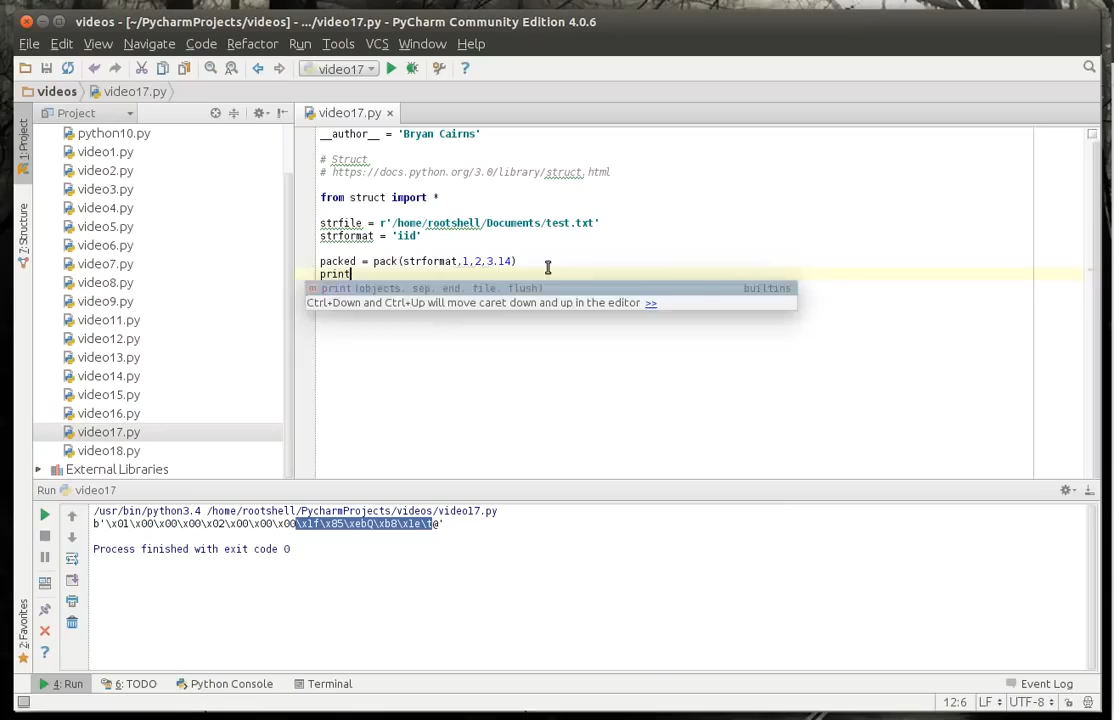 videos - [~/PycharmProjects/videos] - .../video17.py - PyCharm Community Edition 4.0.6
File Edit View Navigate Code Refactor Run Tools VCS Window Help
video17
videos video17.py
Project
video17.py
1: Project
7: Structure
2: Favorites
python10.py
video1.py
video2.py
video3.py
video4.py
video5.py
video6.py
video7.py
video8.py
video9.py
video11.py
video12.py
video13.py
video14.py
video15.py
video16.py
video17.py
video18.py
External Libraries
__author__ = 'Bryan Cairns'
# Struct
# https://docs.python.org/3.0/library/struct.html
from struct import *
strfile = r'/home/rootshell/Documents/test.txt'
strformat = 'iid'
packed = pack(strformat,1,2,3.14)
print
m print(objects, sep, end, file, flush) builtins
Ctrl+Down and Ctrl+Up will move caret down and up in the editor >>
Run video17
/usr/bin/python3.4 /home/rootshell/PycharmProjects/videos/video17.py
b'\x01\x00\x00\x00\x02\x00\x00\x00\x1f\x85\xebQ\xb8\x1e\t@'
Process finished with exit code 0
4: Run 6: TODO Python Console Terminal Event Log
12:6 LF UTF-8